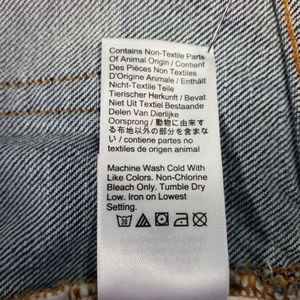 Contains Non-Textile Parts
Of Animal Origin / Contient
Des Pièces Non Textiles
D'Origine Animale / Enthält
Nicht-Textile Teile
Tierischer Herkunft / Bevat
Niet Uit Textiel Bestaande
Delen Van Dierlijke
Oorsprong / 動物に由来す
る布地以外の部分を含まな
い / contiene partes no
textiles de origen animal
Machine Wash Cold With
Like Colors. Non-Chlorine
Bleach Only. Tumble Dry
Low. Iron on Lowest
Setting.